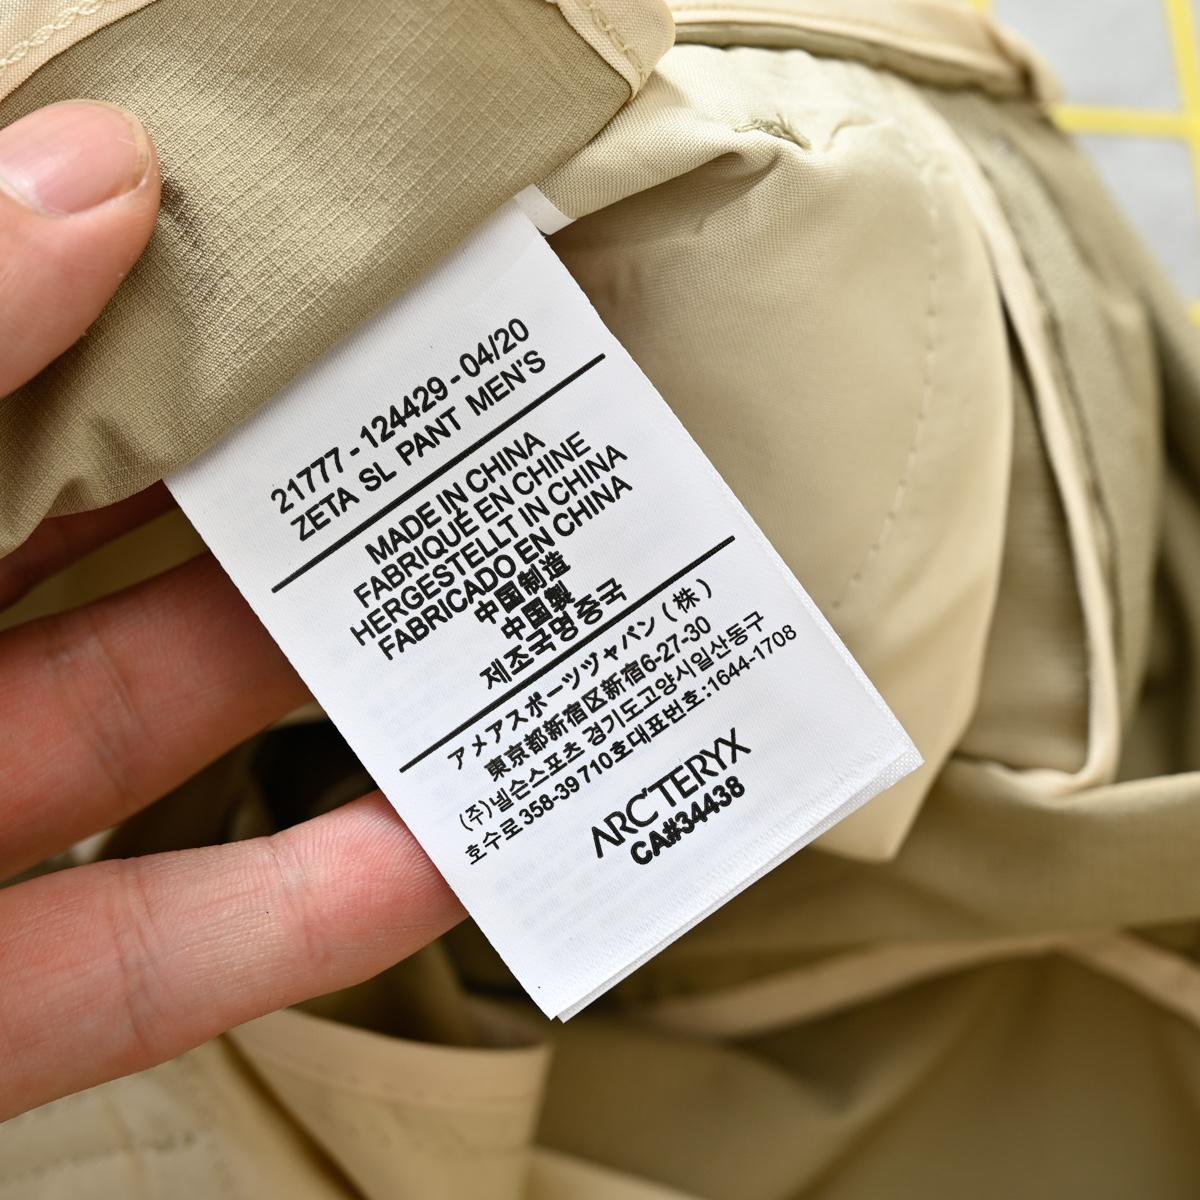 21777 - 124429 - 04/20
ZETA SL PANT MEN'S
MADE IN CHINA
FABRIQUÉ EN CHINE
HERGESTELLT IN CHINA
FABRICADO EN CHINA
中国制造
中国製
제조국명 중국
アメアスポーツヅャパン (株)
東京都新宿区新宿6-27-30
(주)넬슨스포츠 경기도고양시일산동구
호수로 358-39 710호대표번호:1644-1708
ARC'TERYX
CA#34438